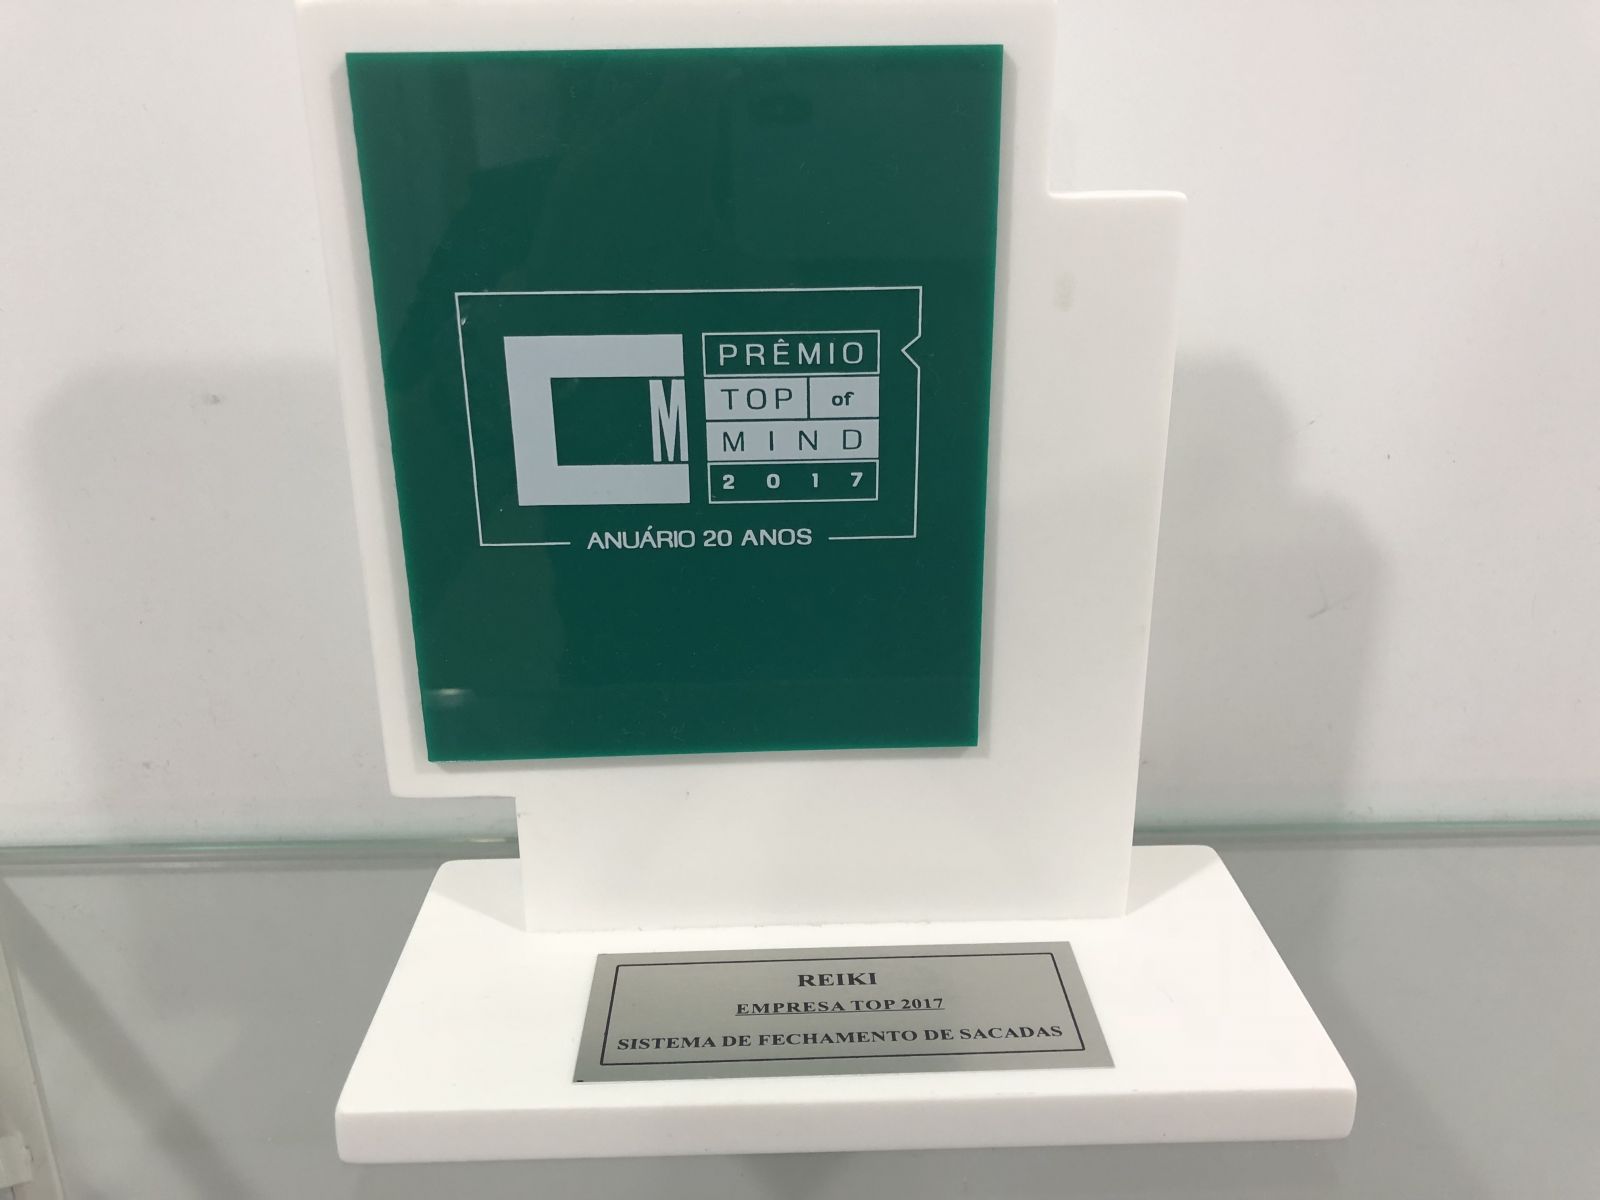 CM
PRÊMIO
TOP of
MIND
2017
ANUÁRIO 20 ANOS
REIKI
EMPRESA TOP 2017
SISTEMA DE FECHAMENTO DE SACADAS